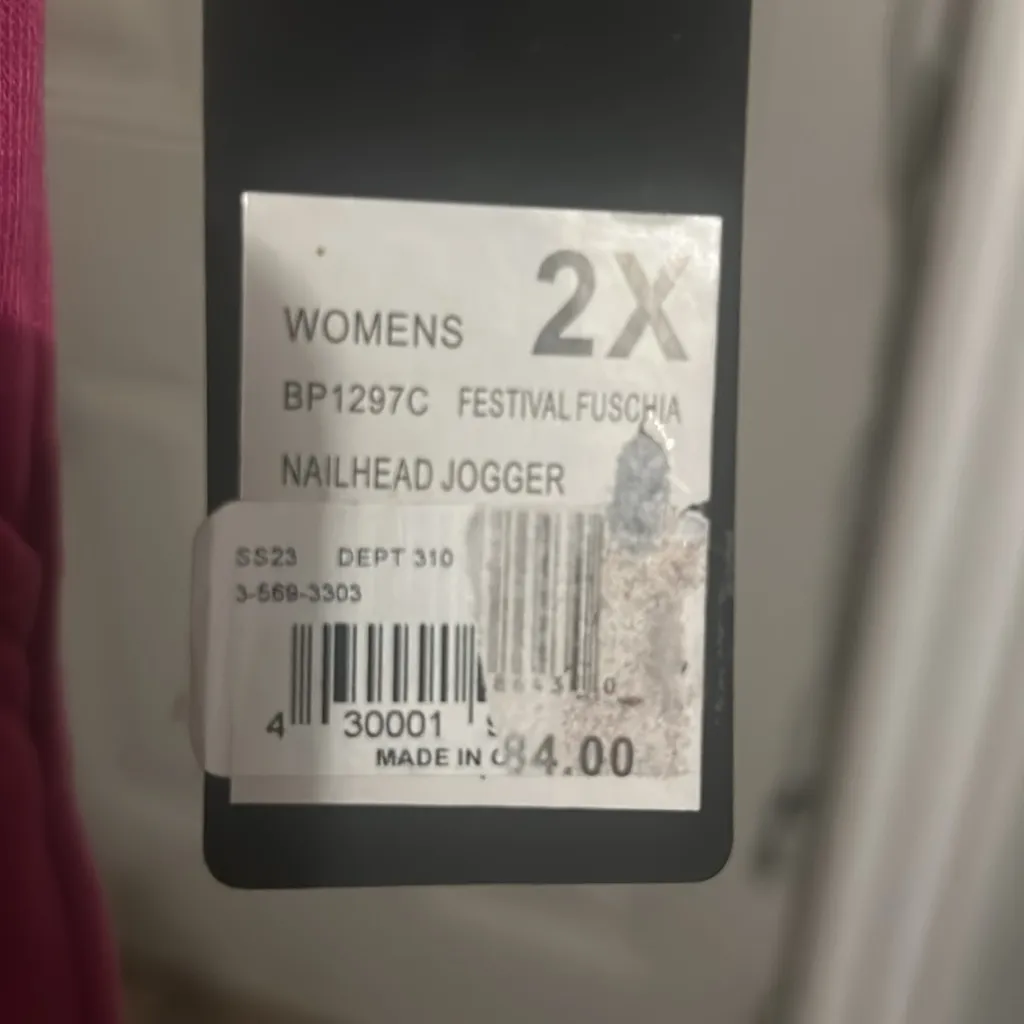 2X
WOMENS
BP1297C FESTIVAL FUSCHIA
NAILHEAD JOGGER
SS23 DEPT 310
3-569-3303
4 30001
MADE IN
84.00